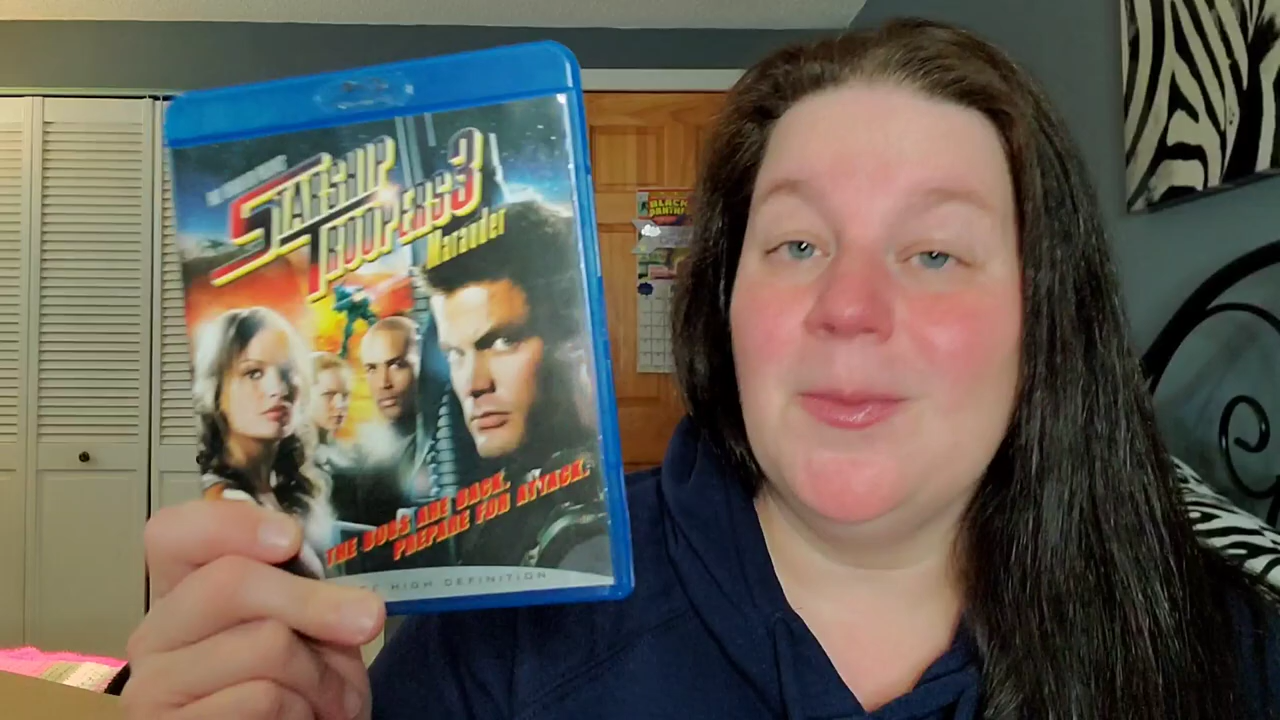 STARSHIP
TROOPERS 3
Marauder
THE BUGS ARE BACK.
PREPARE FOR ATTACK.
HIGH DEFINITION
BLACK
PANTHER